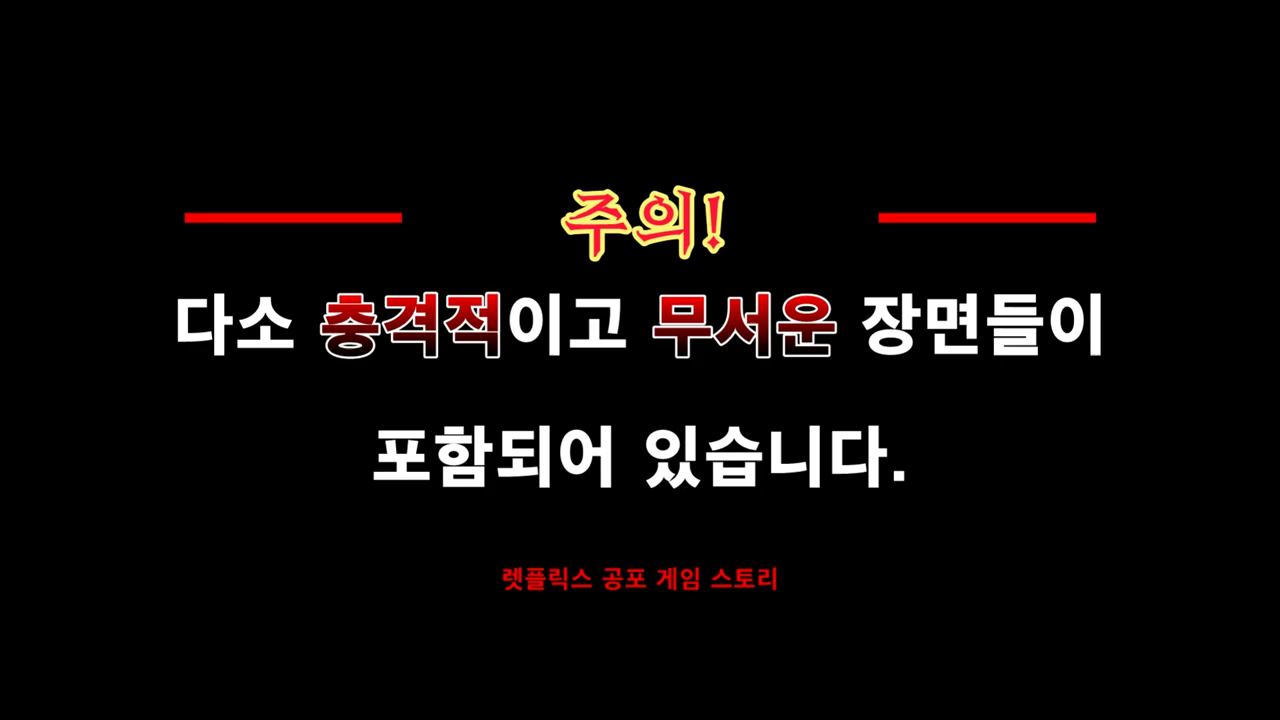 주의!
다소 충격적이고 무서운 장면들이
포함되어 있습니다.
렛플릭스 공포 게임 스토리